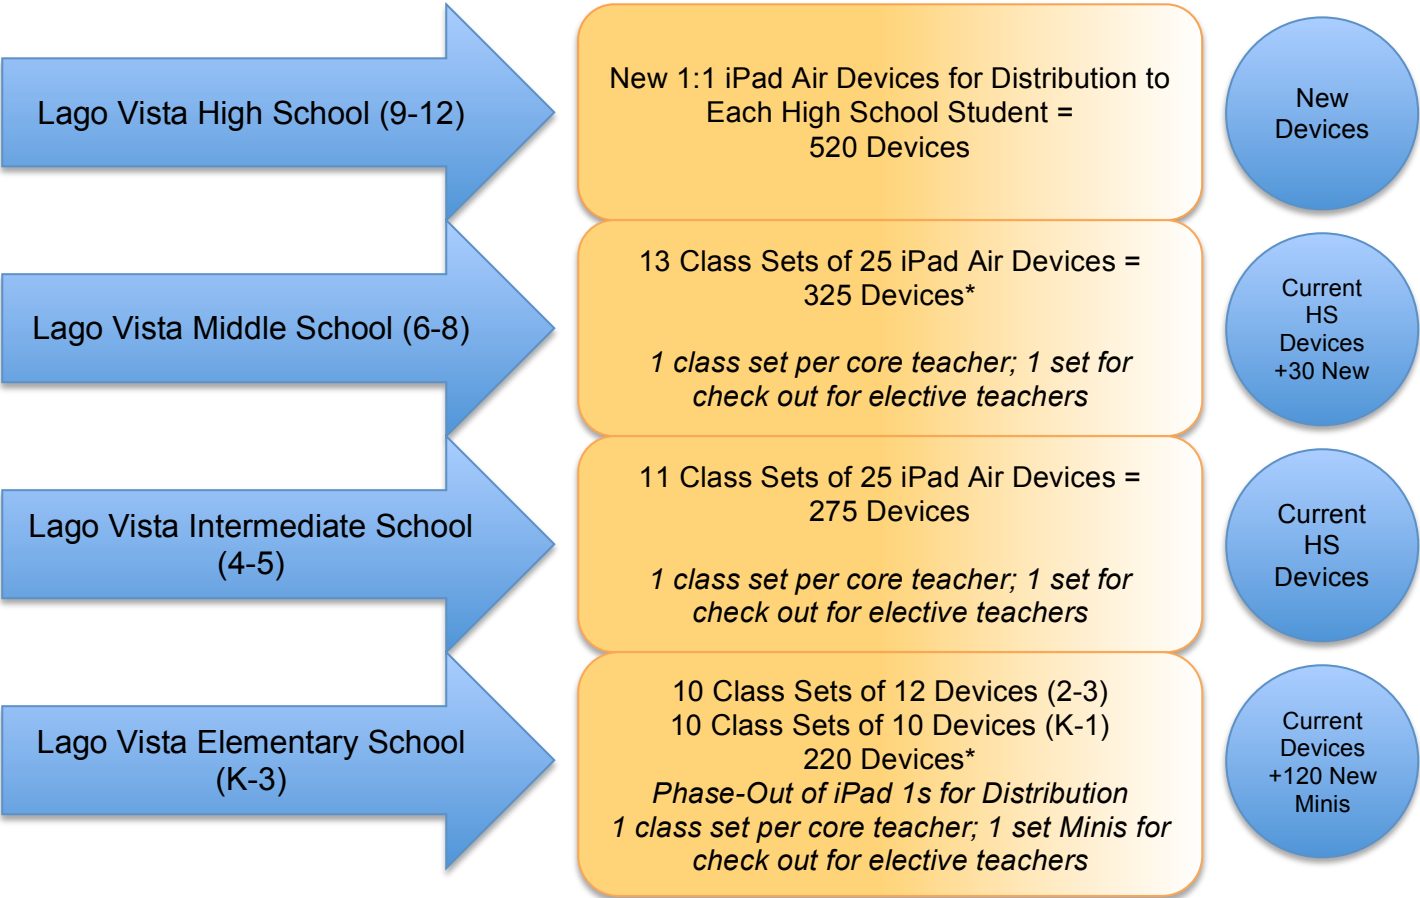 Lago Vista High School (9-12)
New 1:1 iPad Air Devices for Distribution to
Each High School Student =
520 Devices
New
Devices
Lago Vista Middle School (6-8)
13 Class Sets of 25 iPad Air Devices =
325 Devices*
1 class set per core teacher; 1 set for
check out for elective teachers
Current
HS
Devices
+30 New
Lago Vista Intermediate School
(4-5)
11 Class Sets of 25 iPad Air Devices =
275 Devices
1 class set per core teacher; 1 set for
check out for elective teachers
Current
HS
Devices
Lago Vista Elementary School
(K-3)
10 Class Sets of 12 Devices (2-3)
10 Class Sets of 10 Devices (K-1)
220 Devices*
Phase-Out of iPad 1s for Distribution
1 class set per core teacher; 1 set Minis for
check out for elective teachers
Current
Devices
+120 New
Minis